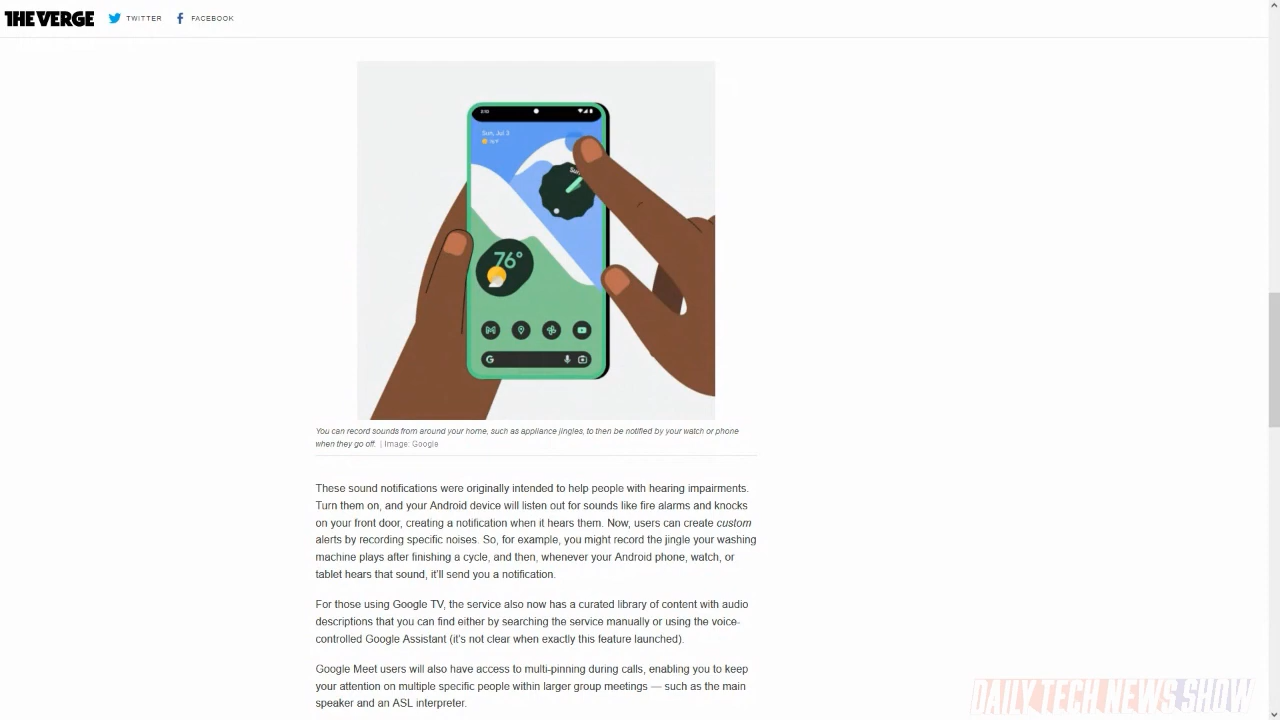 THE VERGE
TWITTER
FACEBOOK
Sun, Jul 3
76°
G
You can record sounds from around your home, such as appliance jingles, to then be notified by your watch or phone
when they go off. | Image: Google
These sound notifications were originally intended to help people with hearing impairments.
Turn them on, and your Android device will listen out for sounds like fire alarms and knocks
on your front door, creating a notification when it hears them. Now, users can create custom
alerts by recording specific noises. So, for example, you might record the jingle your washing
machine plays after finishing a cycle, and then, whenever your Android phone, watch, or
tablet hears that sound, it'll send you a notification.
For those using Google TV, the service also now has a curated library of content with audio
descriptions that you can find either by searching the service manually or using the voice-
controlled Google Assistant (it's not clear when exactly this feature launched).
Google Meet users will also have access to multi-pinning during calls, enabling you to keep
your attention on multiple specific people within larger group meetings — such as the main
speaker and an ASL interpreter.
DAILY TECH NEWS SHOW